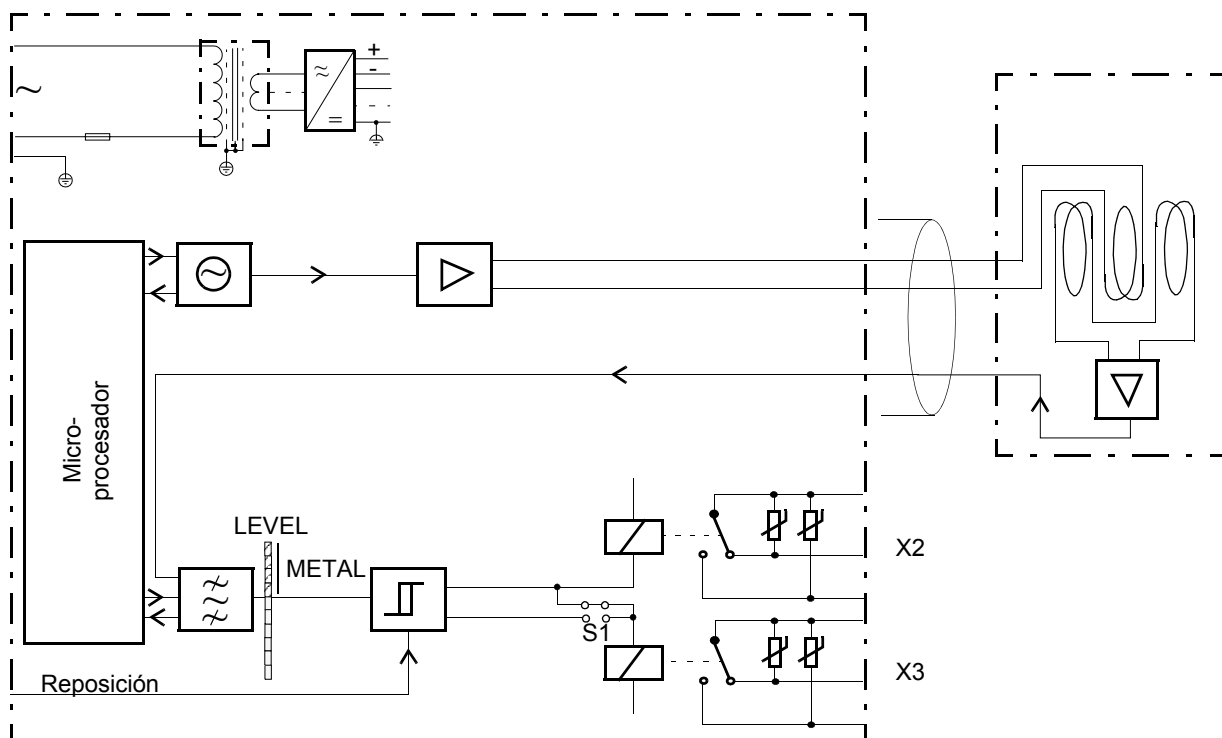 +
-
Micro-
procesador
LEVEL
METAL
X2
S1
X3
Reposición